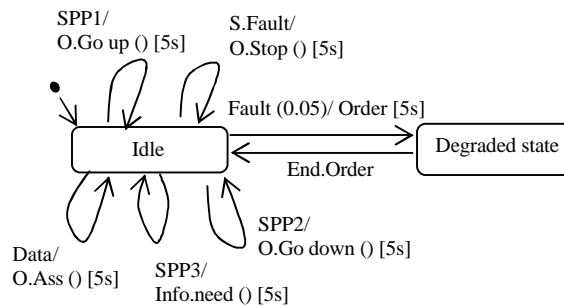 SPP1/
O.Go up () [5s]
S.Fault/
O.Stop () [5s]
Fault (0.05)/ Order [5s]
Idle
Degraded state
End.Order
Data/
O.Ass () [5s]
SPP3/
Info.need () [5s]
SPP2/
O.Go down () [5s]